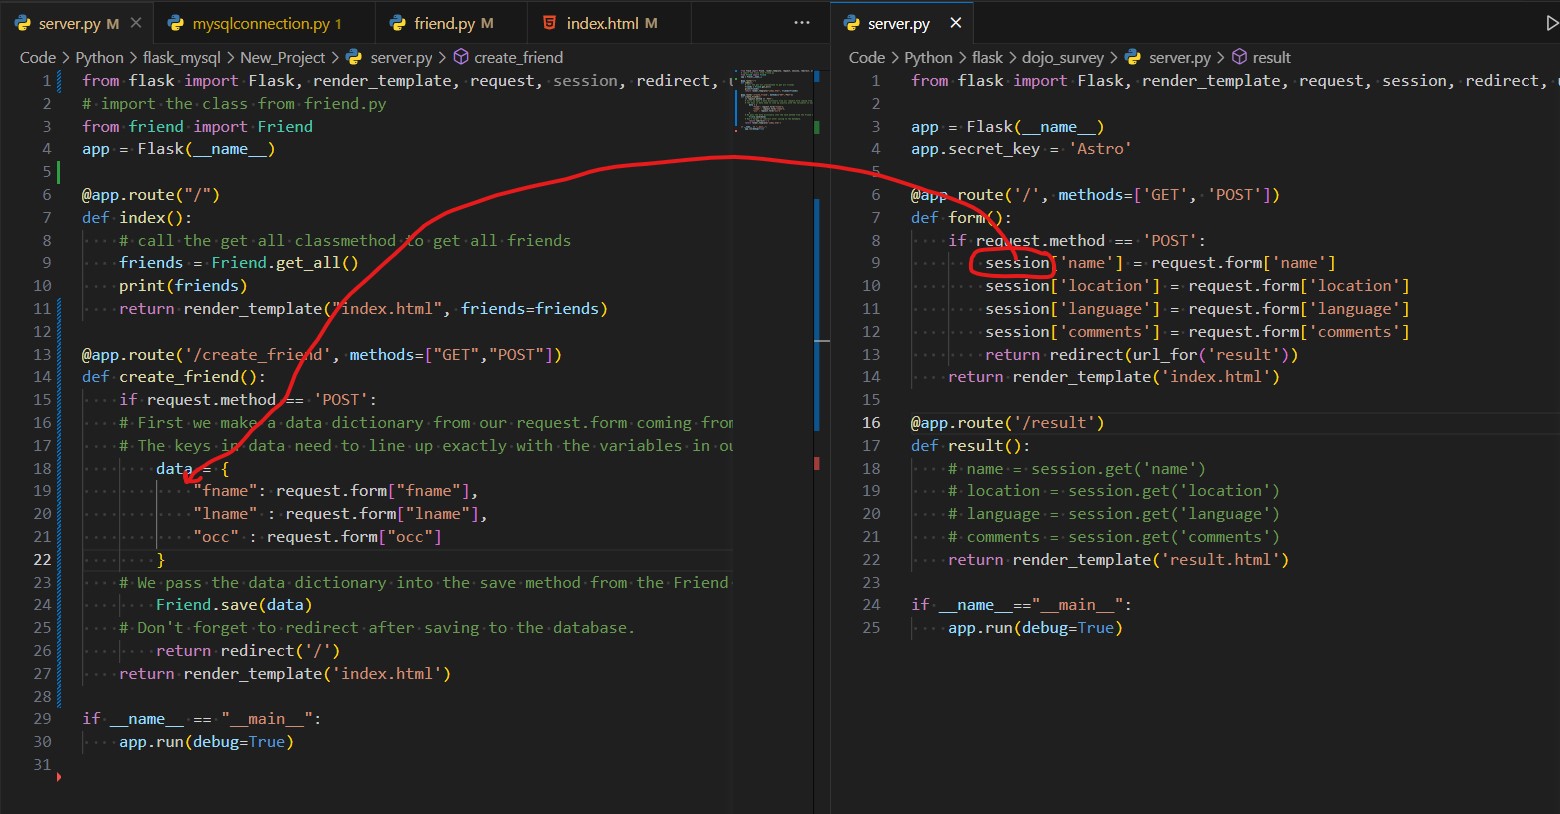 server.py M
mysqlconnection.py 1
friend.py M
index.html M
Code > Python > flask_mysql > New_Project > server.py > create_friend
1 from flask import Flask, render_template, request, session, redirect,
2 # import the class from friend.py
3 from friend import Friend
4 app = Flask(__name__)
5
6 @app.route("/")
7 def index():
8 # call the get all classmethod to get all friends
9 friends = Friend.get_all()
10 print(friends)
11 return render_template("index.html", friends=friends)
12
13 @app.route('/create_friend', methods=["GET","POST"])
14 def create_friend():
15 if request.method == 'POST':
16 # First we make a data dictionary from our request.form coming from
17 # The keys in data need to line up exactly with the variables in ou
18 data = {
19 "fname": request.form["fname"],
20 "lname" : request.form["lname"],
21 "occ" : request.form["occ"]
22 }
23 # We pass the data dictionary into the save method from the Friend
24 Friend.save(data)
25 # Don't forget to redirect after saving to the database.
26 return redirect('/')
27 return render_template('index.html')
28
29 if __name__ == "__main__":
30 app.run(debug=True)
31
server.py
Code > Python > flask > dojo_survey > server.py > result
1 from flask import Flask, render_template, request, session, redirect, u
2
3 app = Flask(__name__)
4 app.secret_key = 'Astro'
5
6 @app.route('/', methods=['GET', 'POST'])
7 def form():
8 if request.method == 'POST':
9 session['name'] = request.form['name']
10 session['location'] = request.form['location']
11 session['language'] = request.form['language']
12 session['comments'] = request.form['comments']
13 return redirect(url_for('result'))
14 return render_template('index.html')
15
16 @app.route('/result')
17 def result():
18 # name = session.get('name')
19 # location = session.get('location')
20 # language = session.get('language')
21 # comments = session.get('comments')
22 return render_template('result.html')
23
24 if __name__=="__main__":
25 app.run(debug=True)